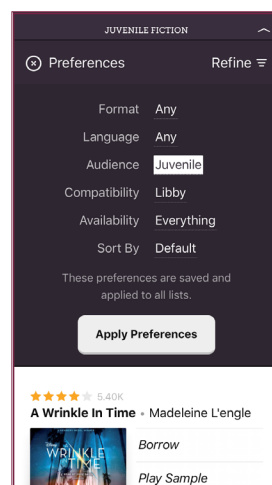 JUVENILE FICTION
Preferences
Refine
Format Any
Language Any
Audience Juvenile
Compatibility Libby
Availability Everything
Sort By Default
These preferences are saved and
applied to all lists.
Apply Preferences
5.40K
A Wrinkle In Time • Madeleine L'engle
WRINKLE
TIME
Borrow
Play Sample